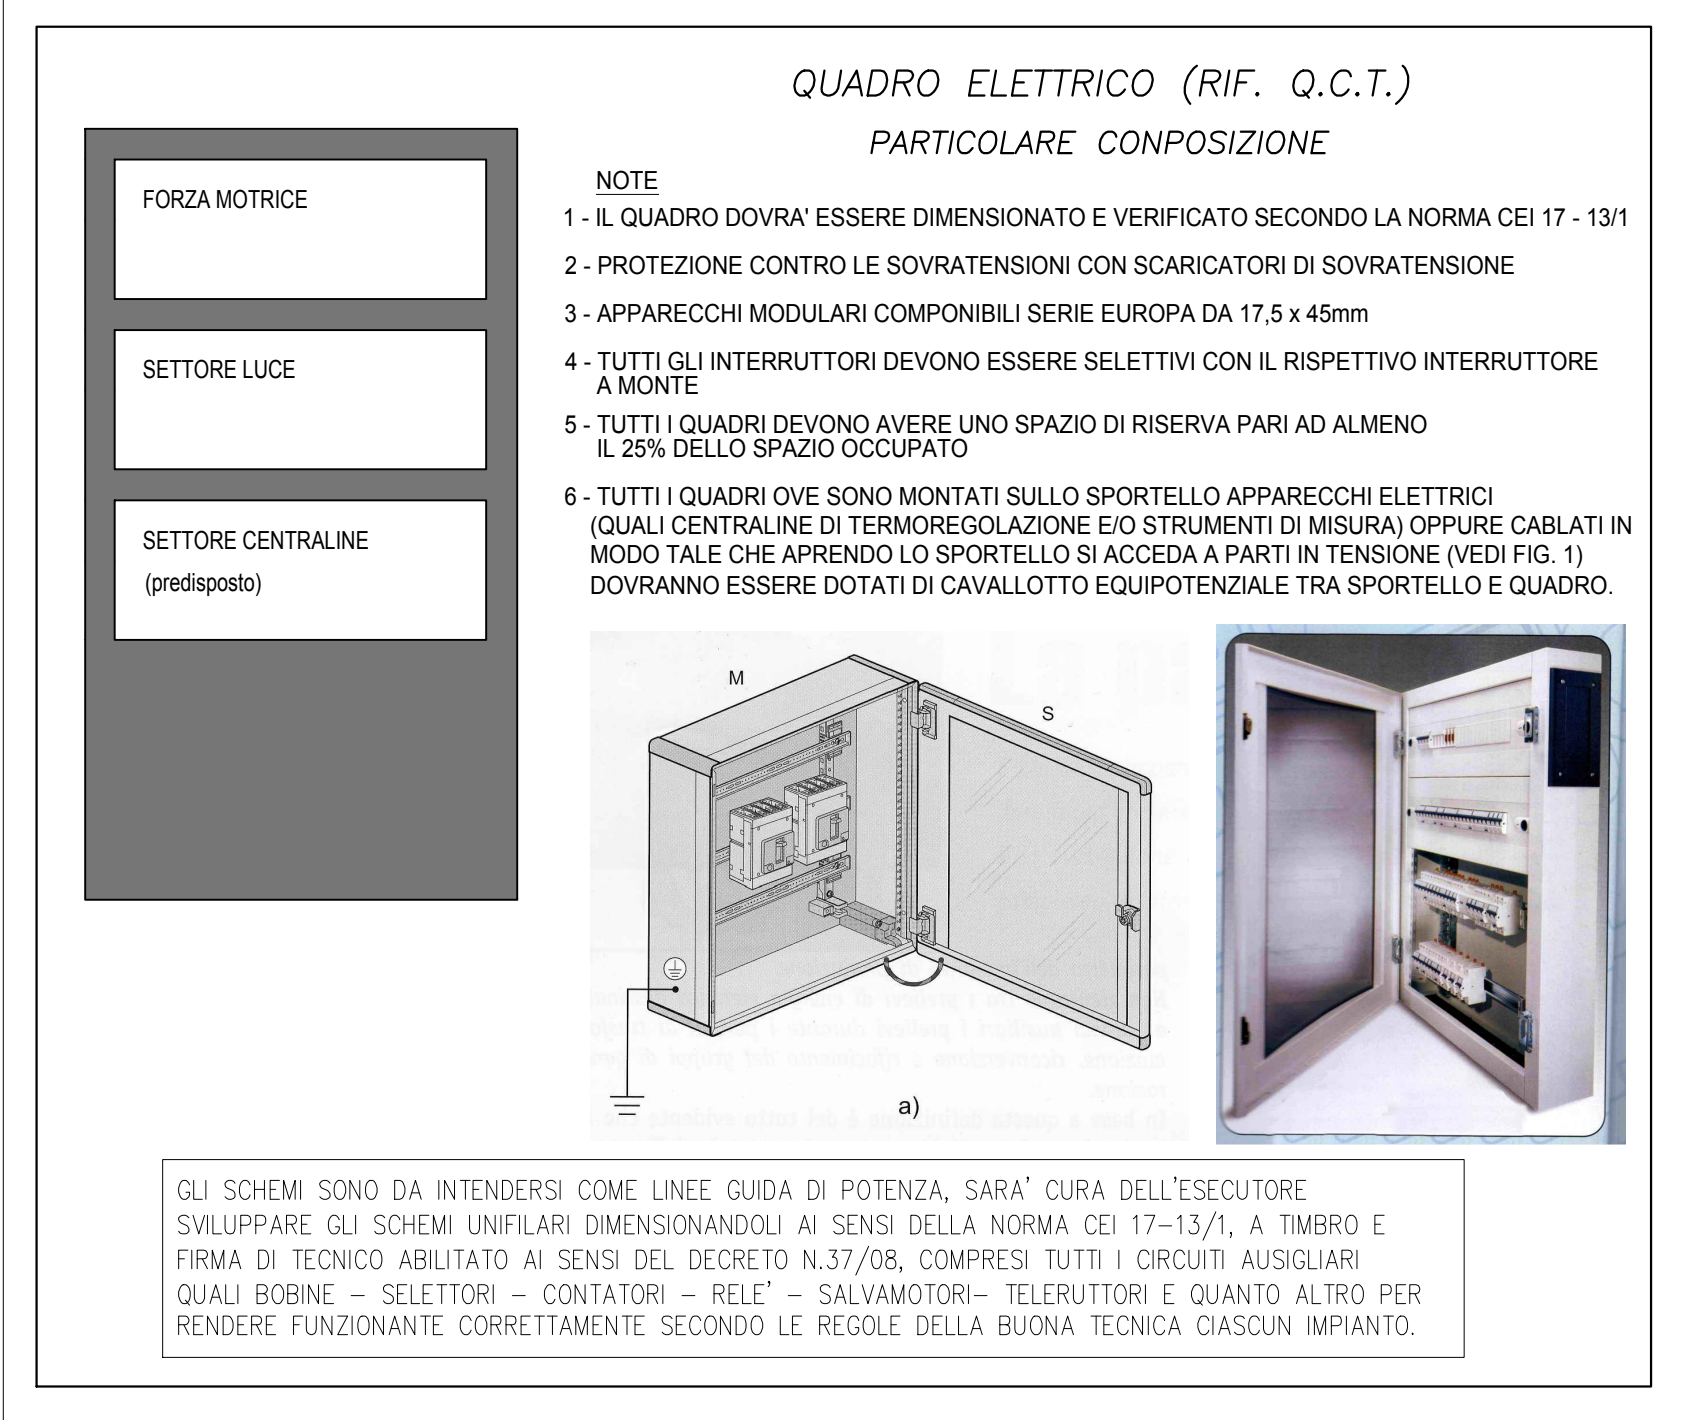 QUADRO ELETTRICO (RIF. Q.C.T.)
PARTICOLARE CONPOSIZIONE
FORZA MOTRICE
SETTORE LUCE
SETTORE CENTRALINE
(predisposto)
NOTE
1 - IL QUADRO DOVRA' ESSERE DIMENSIONATO E VERIFICATO SECONDO LA NORMA CEI 17 - 13/1
2 - PROTEZIONE CONTRO LE SOVRATENSIONI CON SCARICATORI DI SOVRATENSIONE
3 - APPARECCHI MODULARI COMPONIBILI SERIE EUROPA DA 17,5 x 45mm
4 - TUTTI GLI INTERRUTTORI DEVONO ESSERE SELETTIVI CON IL RISPETTIVO INTERRUTTORE
A MONTE
5 - TUTTI I QUADRI DEVONO AVERE UNO SPAZIO DI RISERVA PARI AD ALMENO
IL 25% DELLO SPAZIO OCCUPATO
6 - TUTTI I QUADRI OVE SONO MONTATI SULLO SPORTELLO APPARECCHI ELETTRICI
(QUALI CENTRALINE DI TERMOREGOLAZIONE E/O STRUMENTI DI MISURA) OPPURE CABLATI IN
MODO TALE CHE APRENDO LO SPORTELLO SI ACCEDA A PARTI IN TENSIONE (VEDI FIG. 1)
DOVRANNO ESSERE DOTATI DI CAVALLOTTO EQUIPOTENZIALE TRA SPORTELLO E QUADRO.
M
S
a)
GLI SCHEMI SONO DA INTENDERSI COME LINEE GUIDA DI POTENZA, SARA' CURA DELL'ESECUTORE
SVILUPPARE GLI SCHEMI UNIFILARI DIMENSIONANDOLI AI SENSI DELLA NORMA CEI 17-13/1, A TIMBRO E
FIRMA DI TECNICO ABILITATO AI SENSI DEL DECRETO N.37/08, COMPRESI TUTTI I CIRCUITI AUSIGLIARI
QUALI BOBINE - SELETTORI - CONTATORI - RELE' - SALVAMOTORI- TELERUTTORI E QUANTO ALTRO PER
RENDERE FUNZIONANTE CORRETTAMENTE SECONDO LE REGOLE DELLA BUONA TECNICA CIASCUN IMPIANTO.